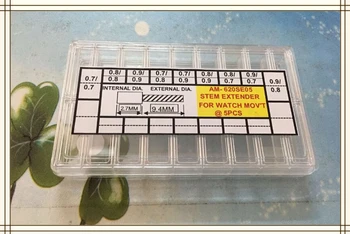 0.8/ 0.9/ 0.7/ 0.8/ 0.7/ 0.8/ 0.9/
0.7/ 0.8 0.9 0.9 0.9 0.8 0.7 0.7 0.9/
0.7 INTERNAL DIA. EXTERNAL DIA. 0.8
AM-620SE05
STEM EXTENDER
FOR WATCH MOV'T
@ 5PCS
2.7MM 9.4MM